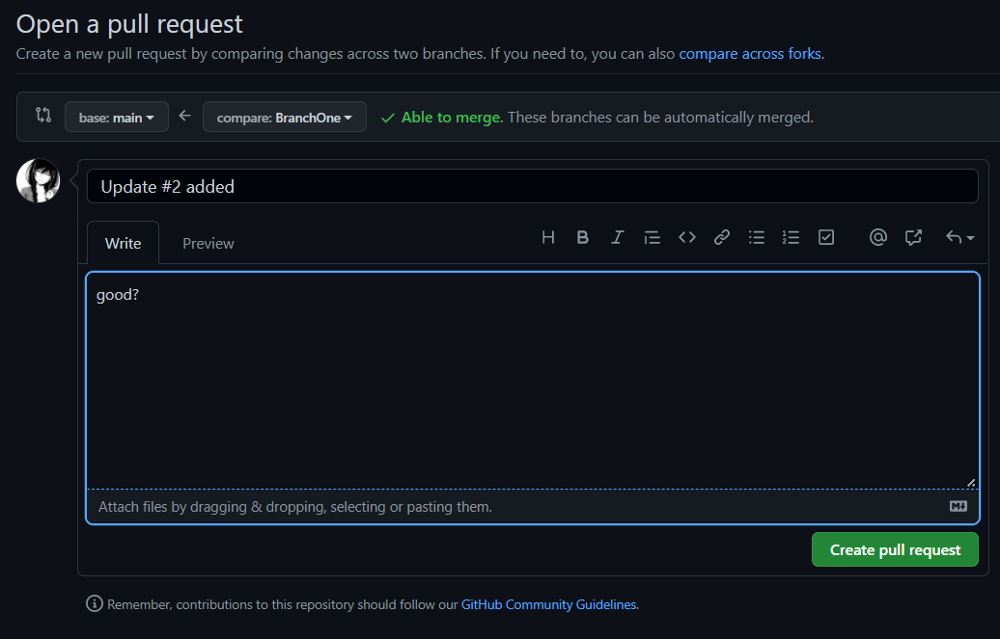 Open a pull request
Create a new pull request by comparing changes across two branches. If you need to, you can also compare across forks.
base: main compare: BranchOne Able to merge. These branches can be automatically merged.
Update #2 added
Write Preview H B I
good?
Attach files by dragging & dropping, selecting or pasting them. M
Create pull request
Remember, contributions to this repository should follow our GitHub Community Guidelines.